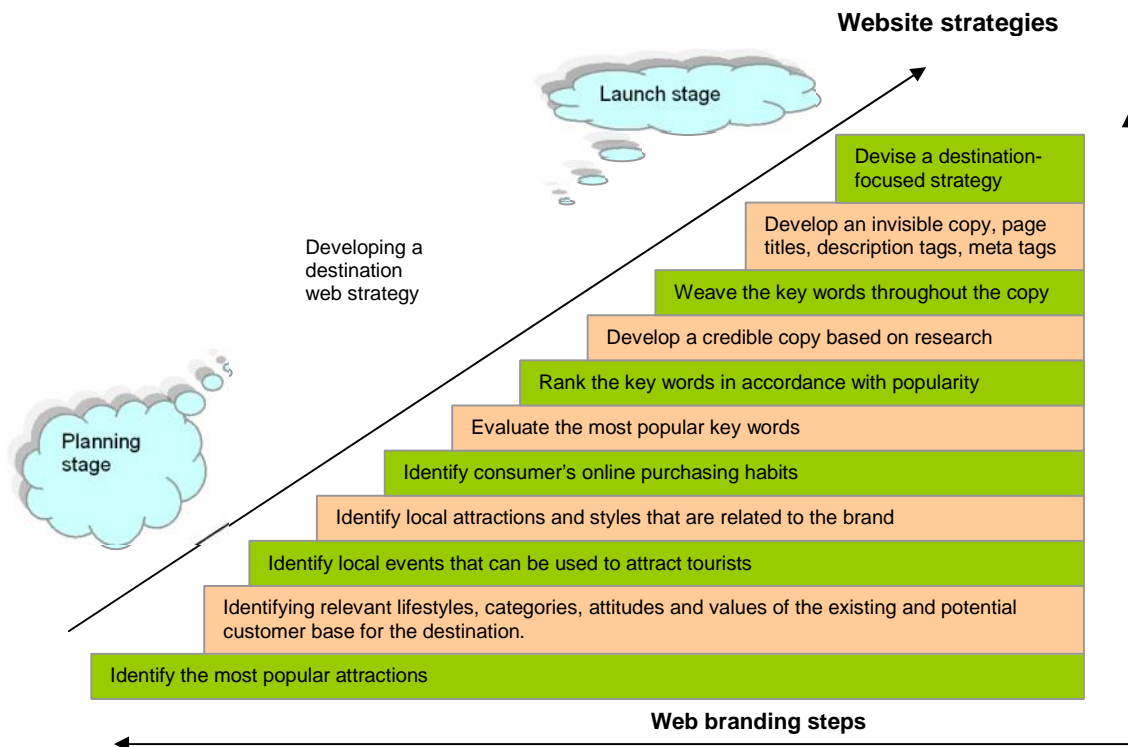 Website strategies
Launch stage
Devise a destination-
focused strategy
Develop an invisible copy, page
titles, description tags, meta tags
Developing a
destination
web strategy
Weave the key words throughout the copy
Develop a credible copy based on research
Rank the key words in accordance with popularity
Evaluate the most popular key words
Planning
stage
Identify consumer's online purchasing habits
Identify local attractions and styles that are related to the brand
Identify local events that can be used to attract tourists
Identifying relevant lifestyles, categories, attitudes and values of the existing and potential
customer base for the destination.
Identify the most popular attractions
Web branding steps